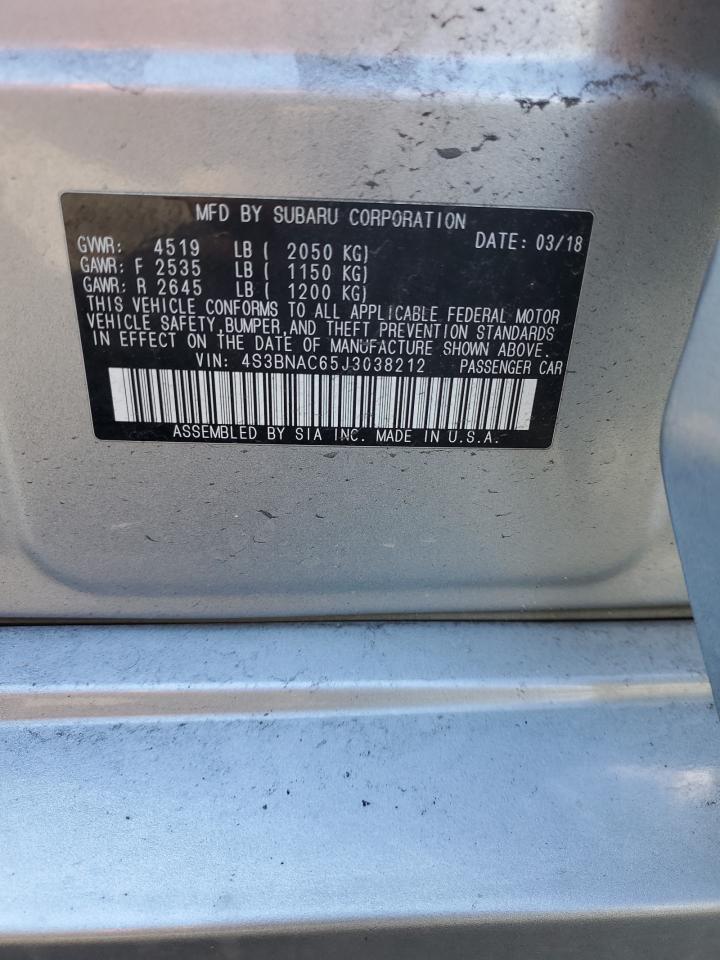 MFD BY SUBARU CORPORATION
DATE: 03/18
GVWR: 4519 LB ( 2050 KG)
GAWR: F 2535 LB ( 1150 KG)
GAWR: R 2645 LB ( 1200 KG)
THIS VEHICLE CONFORMS TO ALL APPLICABLE FEDERAL MOTOR
VEHICLE SAFETY, BUMPER, AND THEFT PREVENTION STANDARDS
IN EFFECT ON THE DATE OF MANUFACTURE SHOWN ABOVE.
VIN: 4S3BNAC65J3038212 PASSENGER CAR
ASSEMBLED BY SIA INC. MADE IN U.S.A.